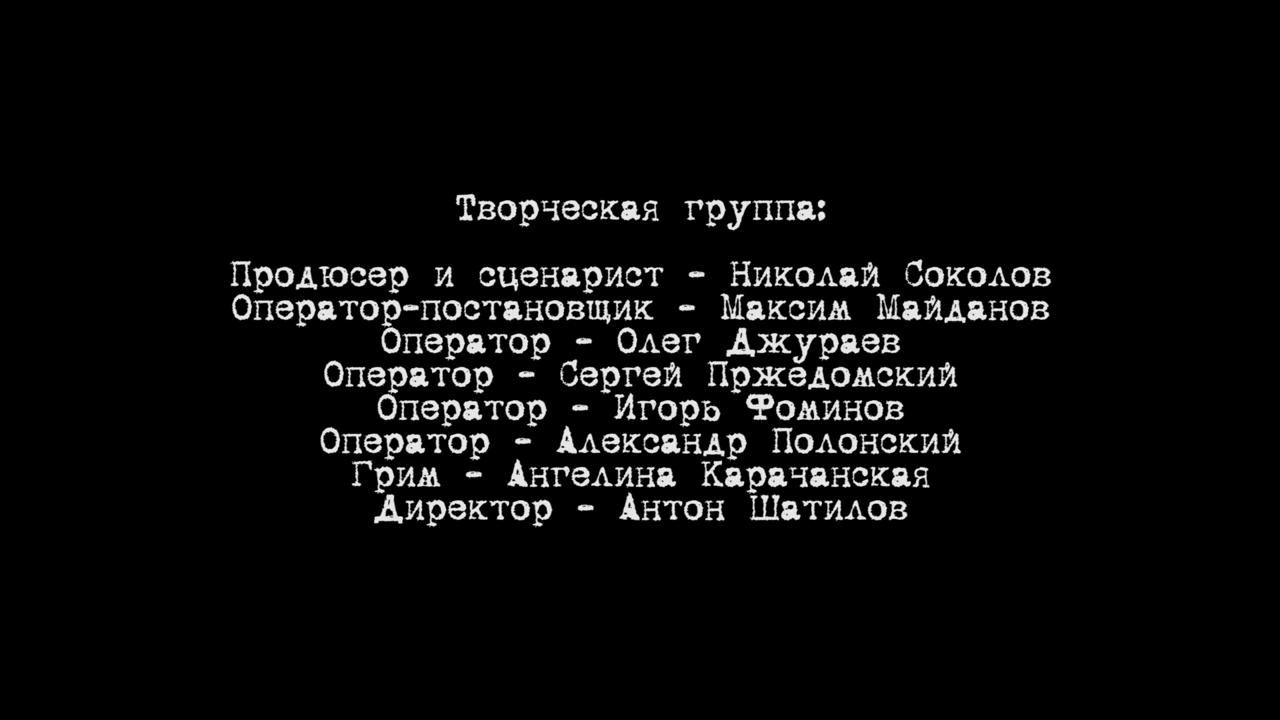 Творческая группа:
Продюсер и сценарист - Николай Соколов
Оператор-постановщик - Максим Майданов
Оператор - Олег Джураев
Оператор - Сергей Пржедомский
Оператор - Игорь Фоминов
Оператор - Александр Полонский
Грим - Ангелина Карачанская
Директор - Антон Шатилов